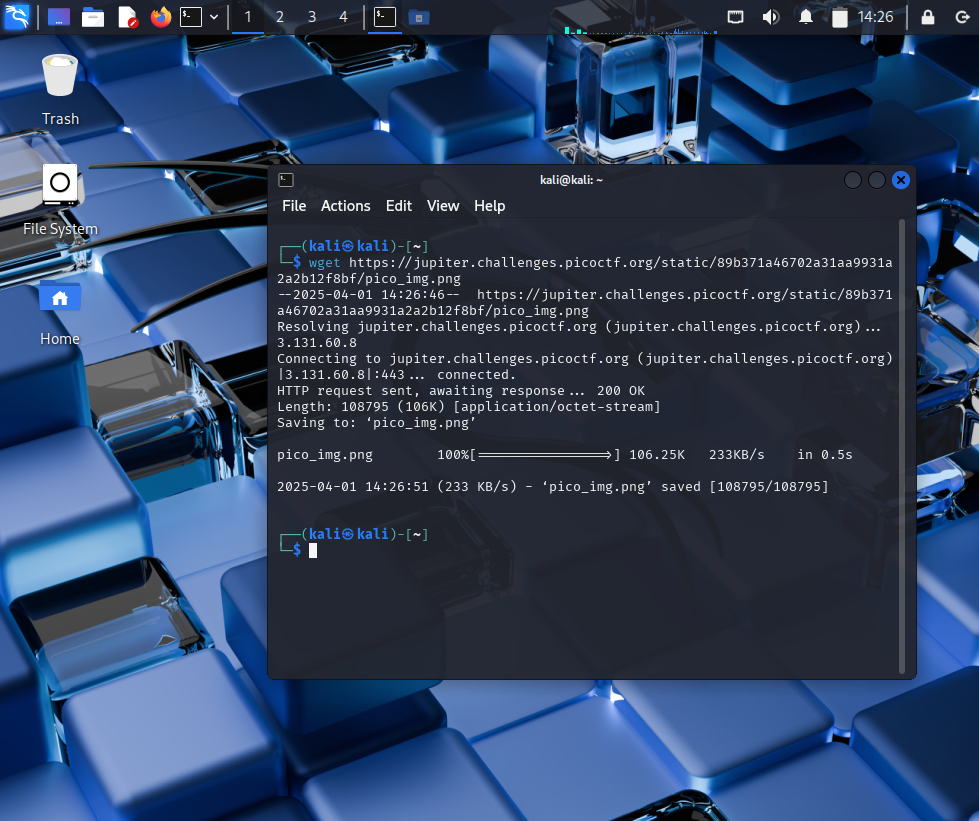 1 2 3 4 14:26
Trash
File System
Home
kali@kali: ~
File Actions Edit View Help
┌──(kali㉿kali)-[~]
└─$ wget https://jupiter.challenges.picoctf.org/static/89b371a46702a31aa9931a
2a2b12f8bf/pico_img.png
--2025-04-01 14:26:46-- https://jupiter.challenges.picoctf.org/static/89b371
a46702a31aa9931a2a2b12f8bf/pico_img.png
Resolving jupiter.challenges.picoctf.org (jupiter.challenges.picoctf.org)...
3.131.60.8
Connecting to jupiter.challenges.picoctf.org (jupiter.challenges.picoctf.org)
|3.131.60.8|:443... connected.
HTTP request sent, awaiting response... 200 OK
Length: 108795 (106K) [application/octet-stream]
Saving to: ‘pico_img.png’
pico_img.png 100%[================>] 106.25K 233KB/s in 0.5s
2025-04-01 14:26:51 (233 KB/s) - ‘pico_img.png’ saved [108795/108795]
┌──(kali㉿kali)-[~]
└─$